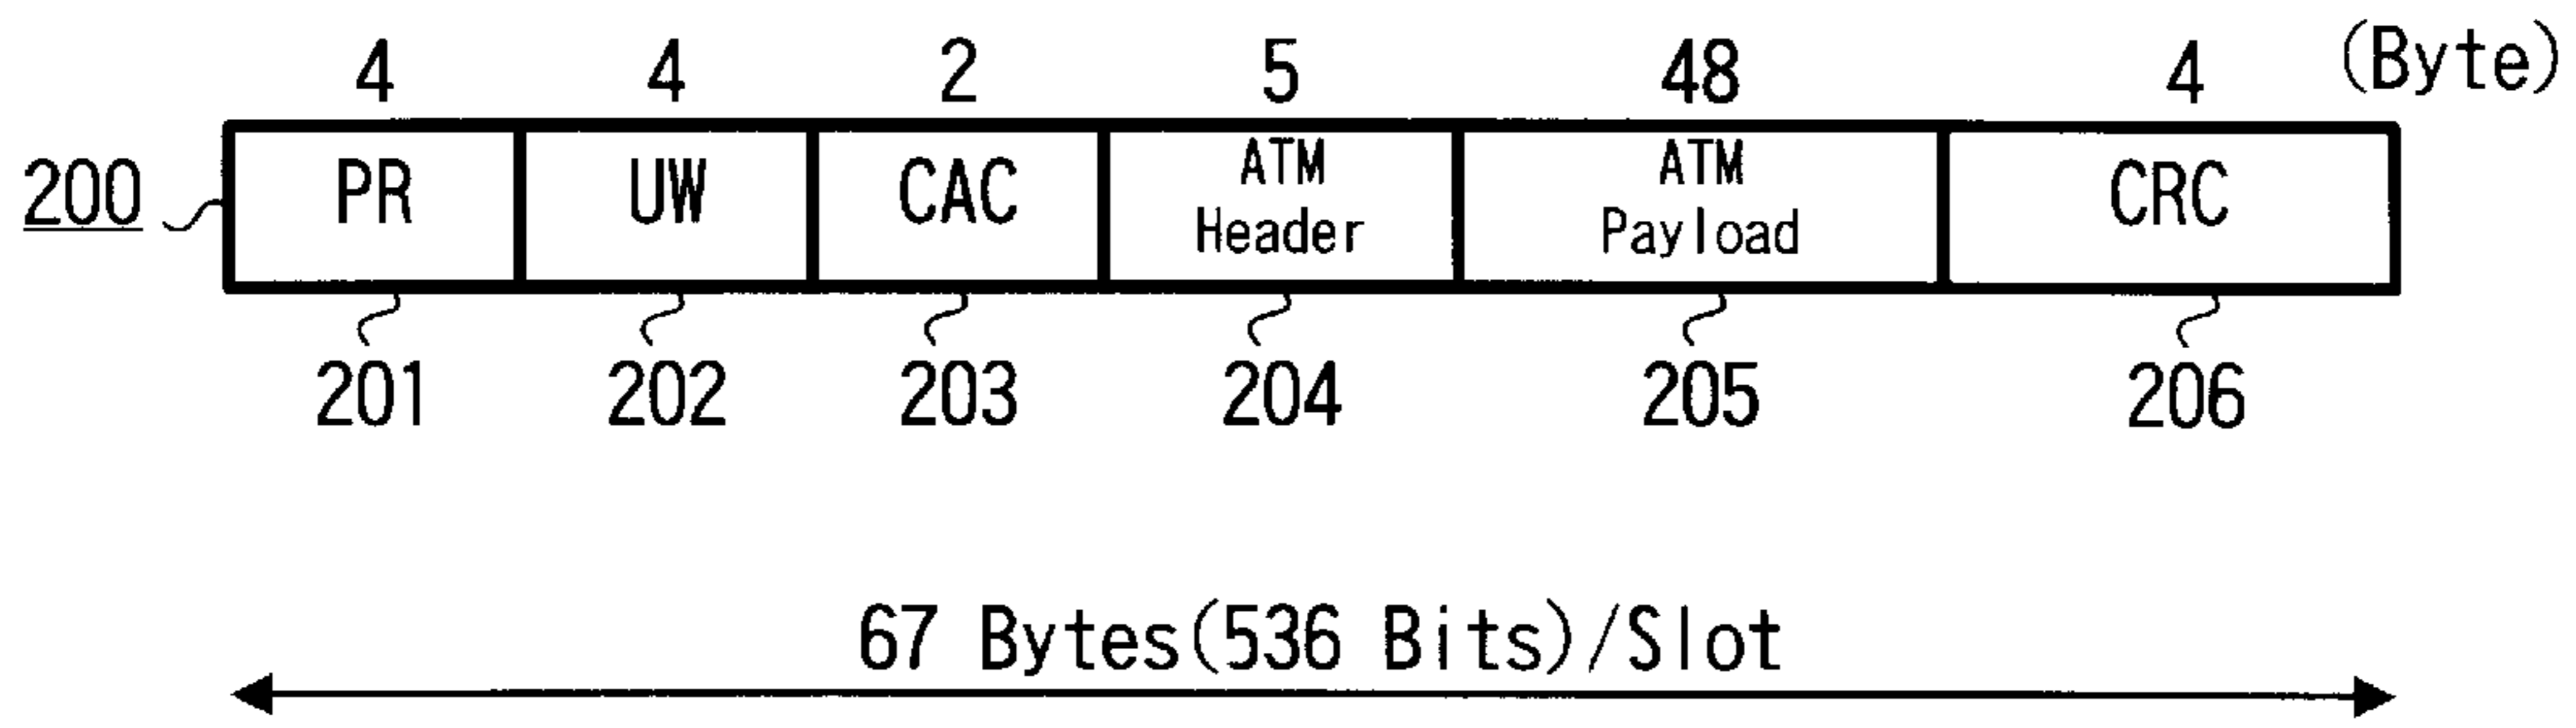 4 4 2 5 48 4 (Byte)
200 PR UW CAC ATM Header ATM Payload CRC
201 202 203 204 205 206
67 Bytes(536 Bits)/Slot